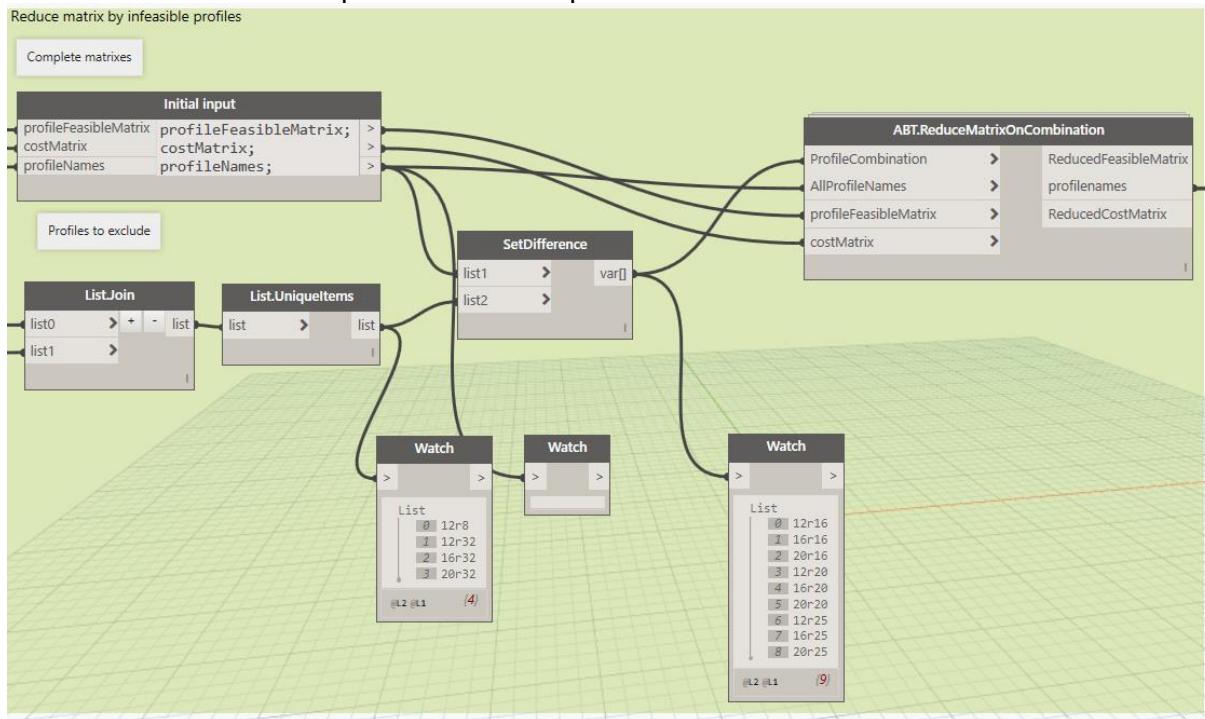 Reduce matrix by infeasible profiles
Complete matrixes
Initial input
profileFeasibleMatrix profileFeasibleMatrix; >
costMatrix costMatrix; >
profileNames profileNames; >
Profiles to exclude
List.Join
list0 > + - list
list1 >
l
List.UniqueItems
list > list
l
SetDifference
list1 > var[]
list2 >
l
ABT.ReduceMatrixOnCombination
ProfileCombination > ReducedFeasibleMatrix
AllProfileNames > profilenames
profileFeasibleMatrix > ReducedCostMatrix
costMatrix >
l
Watch
> >
List
0 12r8
1 12r32
2 16r32
3 20r32
@L2 @L1 {4}
Watch
> >
Watch
> >
List
0 12r16
1 16r16
2 20r16
3 12r20
4 16r20
5 20r20
6 12r25
7 16r25
8 20r25
@L2 @L1 {9}